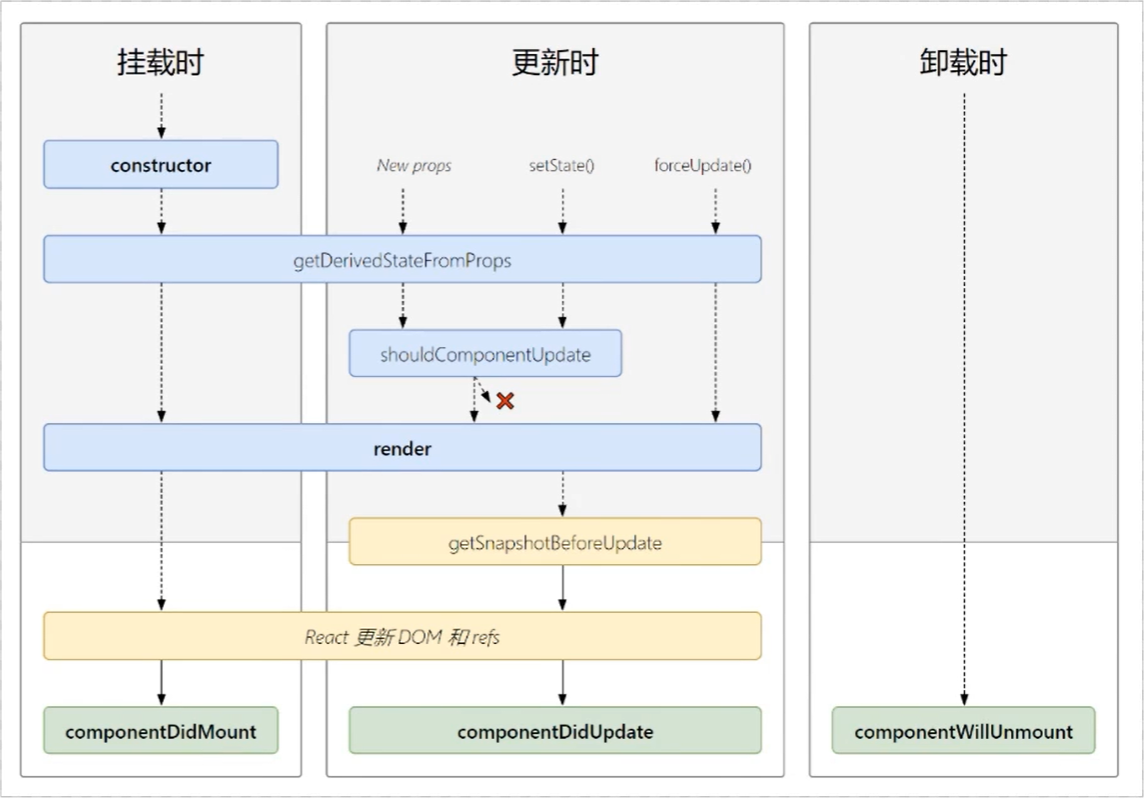 挂载时
更新时
卸载时
constructor
New props
setState()
forceUpdate()
getDerivedStateFromProps
shouldComponentUpdate
render
getSnapshotBeforeUpdate
React 更新 DOM 和 refs
componentDidMount
componentDidUpdate
componentWillUnmount